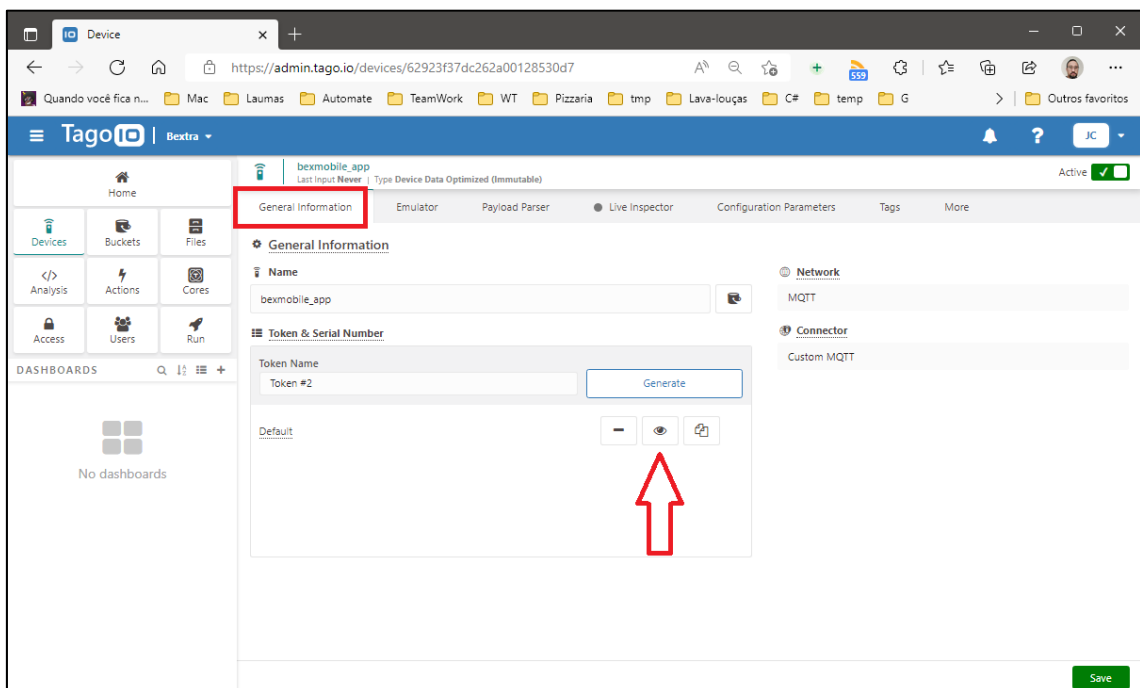 Device
https://admin.tago.io/devices/62923f37dc262a00128530d7
559
Quando você fica n... Mac Laumas Automate TeamWork WT Pizzaria tmp Lava-louças C# temp G Outros favoritos
TagoIO Bextra JC
Home
Devices Buckets Files
Analysis Actions Cores
Access Users Run
DASHBOARDS
No dashboards
bexmobile_app
Last Input Never | Type Device Data Optimized (Immutable)
Active
General Information Emulator Payload Parser Live Inspector Configuration Parameters Tags More
General Information
Name
bexmobile_app
Token & Serial Number
Token Name
Token #2 Generate
Default
Network
MQTT
Connector
Custom MQTT
Save